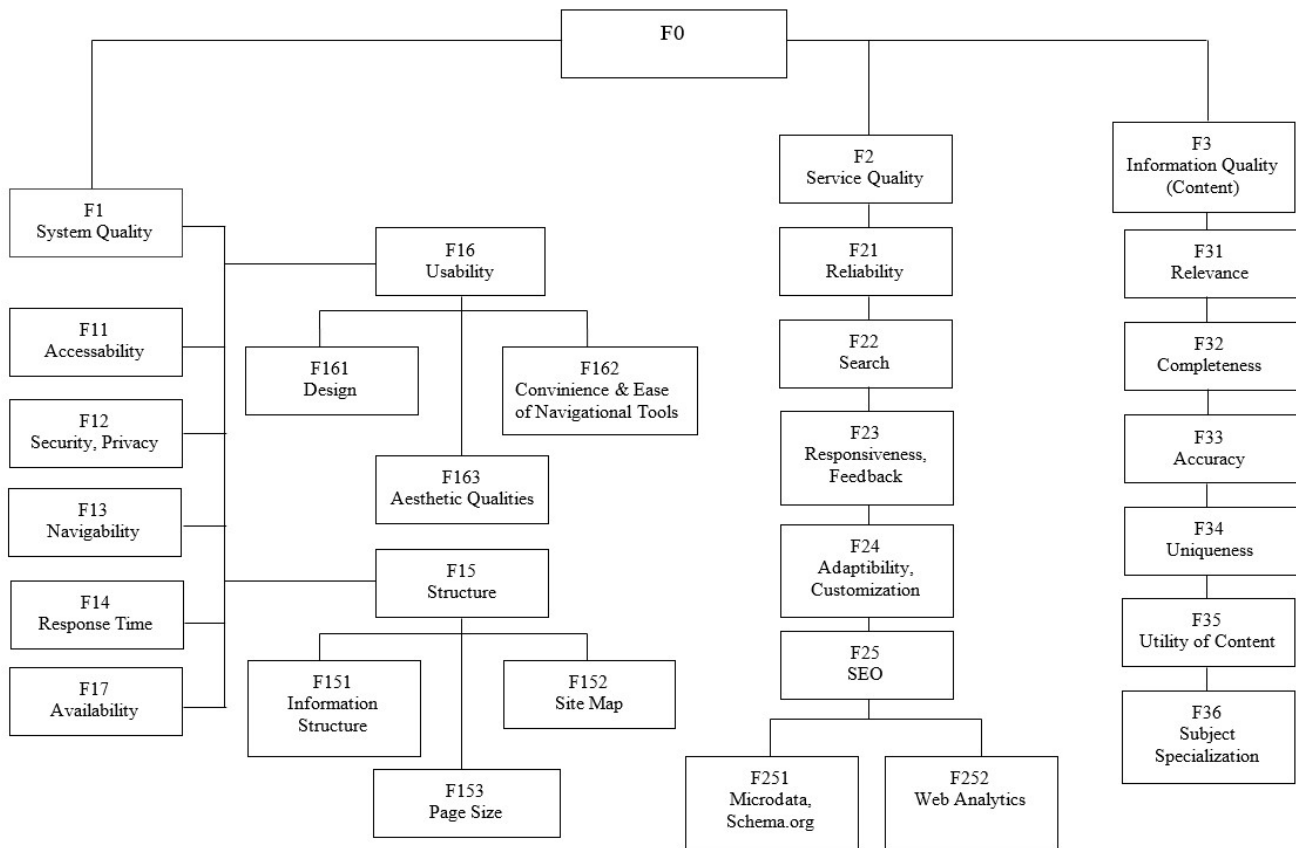 F0
F1
System Quality
F11
Accessability
F12
Security, Privacy
F13
Navigability
F14
Response Time
F17
Availability
F16
Usability
F161
Design
F162
Convinience & Ease
of Navigational Tools
F163
Aesthetic Qualities
F15
Structure
F151
Information
Structure
F152
Site Map
F153
Page Size
F2
Service Quality
F21
Reliability
F22
Search
F23
Responsiveness,
Feedback
F24
Adaptibility,
Customization
F25
SEO
F251
Microdata,
Schema.org
F252
Web Analytics
F3
Information Quality
(Content)
F31
Relevance
F32
Completeness
F33
Accuracy
F34
Uniqueness
F35
Utility of Content
F36
Subject
Specialization